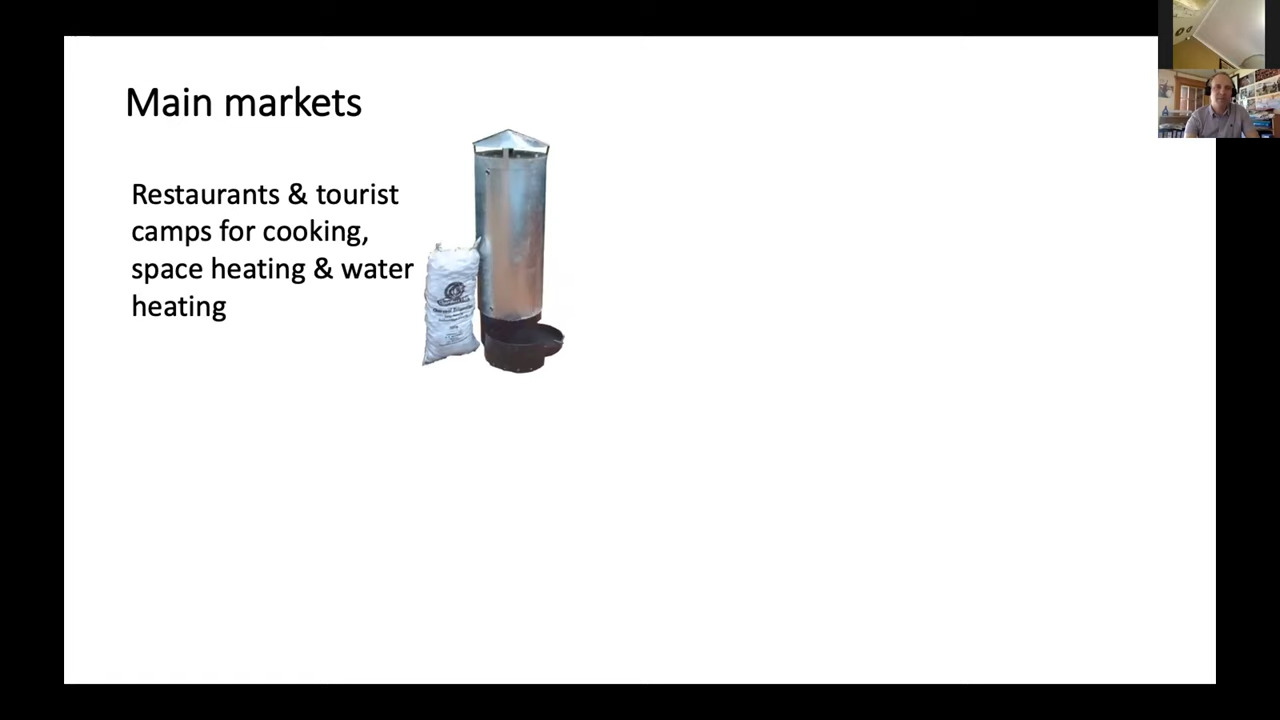 Main markets
Restaurants & tourist
camps for cooking,
space heating & water
heating